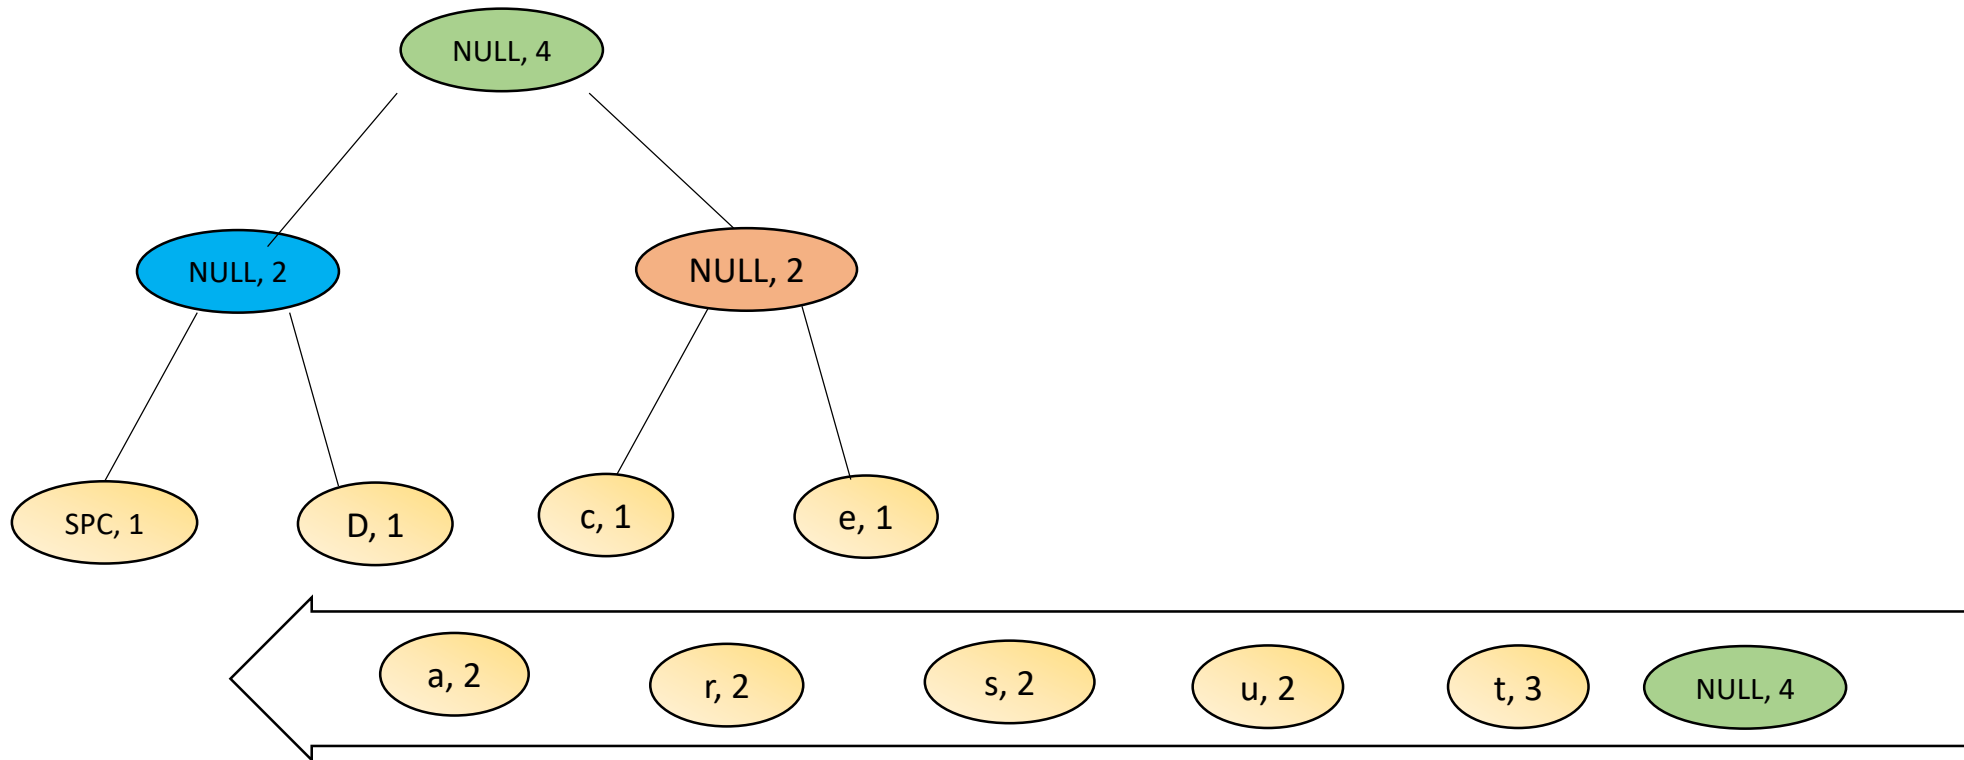 NULL, 4
NULL, 2
NULL, 2
SPC, 1
D, 1
c, 1
e, 1
a, 2
r, 2
s, 2
u, 2
t, 3
NULL, 4